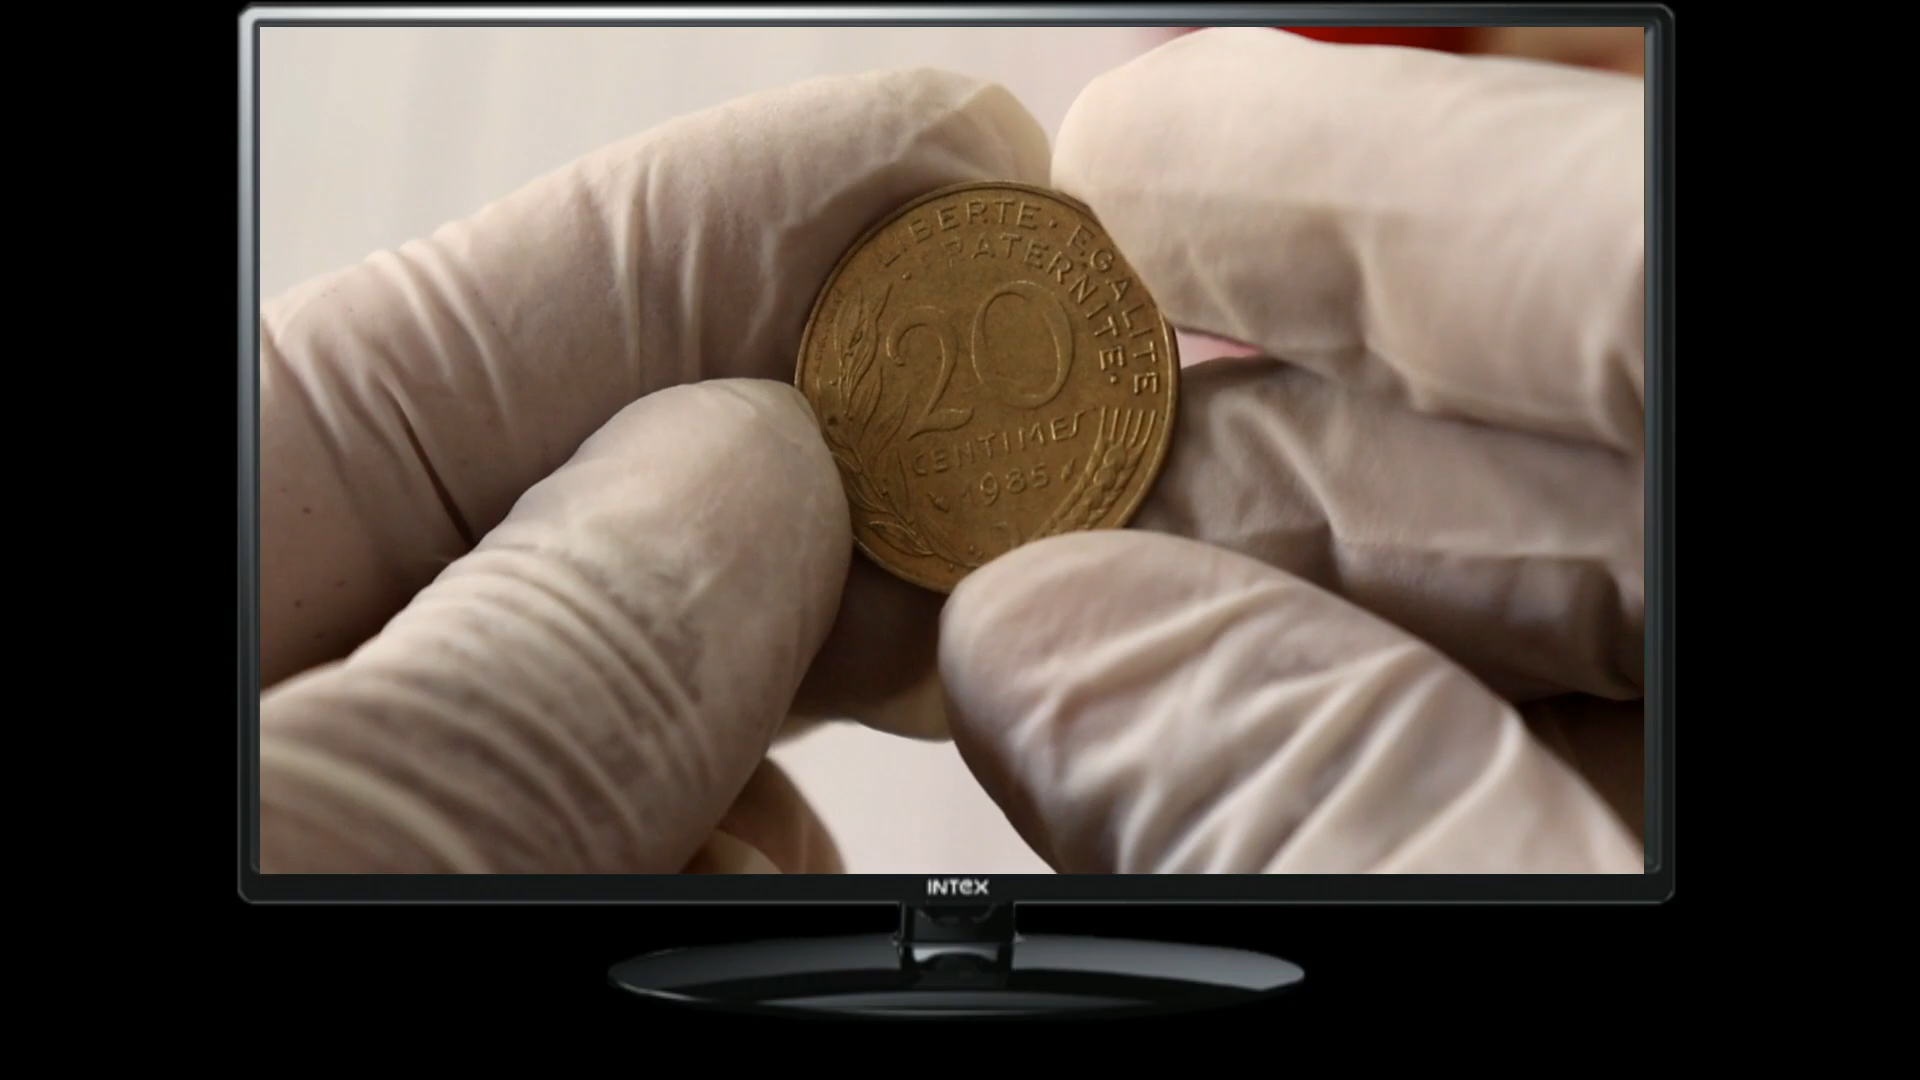 LIBERTE · EGALITE
· FRATERNITE ·
20
CENTIMES
1985
INTEX